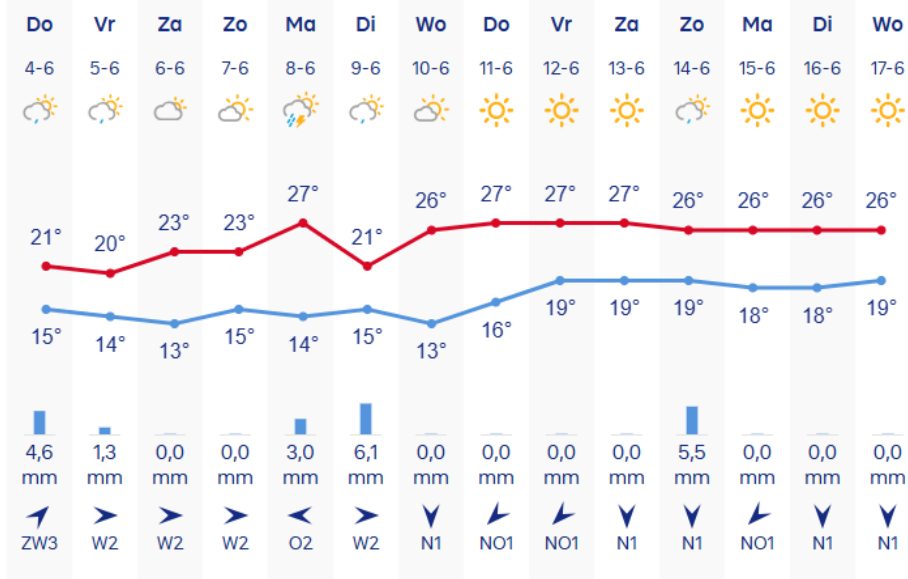 Do Vr Za Zo Ma Di Wo Do Vr Za Zo Ma Di Wo
4-6 5-6 6-6 7-6 8-6 9-6 10-6 11-6 12-6 13-6 14-6 15-6 16-6 17-6
21° 20° 23° 23° 27° 21° 26° 27° 27° 27° 26° 26° 26° 26°
15° 14° 13° 15° 14° 15° 13° 16° 19° 19° 19° 18° 18° 19°
4,6 1,3 0,0 0,0 3,0 6,1 0,0 0,0 0,0 0,0 5,5 0,0 0,0 0,0
mm mm mm mm mm mm mm mm mm mm mm mm mm mm
ZW3 W2 W2 W2 O2 W2 N1 NO1 NO1 N1 N1 NO1 N1 N1